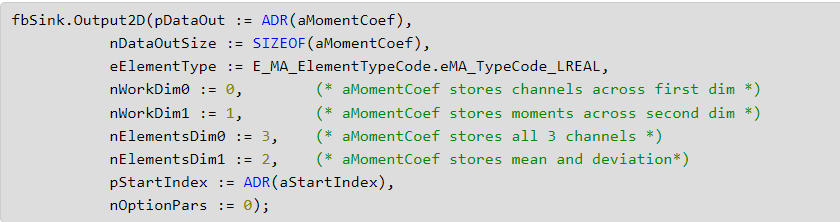 fbSink.Output2D(pDataOut := ADR(aMomentCoef),
nDataOutSize := SIZEOF(aMomentCoef),
eElementType := E_MA_ElementTypeCode.eMA_TypeCode_LREAL,
nWorkDim0 := 0, (* aMomentCoef stores channels across first dim *)
nWorkDim1 := 1, (* aMomentCoef stores moments across second dim *)
nElementsDim0 := 3, (* aMomentCoef stores all 3 channels *)
nElementsDim1 := 2, (* aMomentCoef stores mean and deviation*)
pStartIndex := ADR(aStartIndex),
nOptionPars := 0);